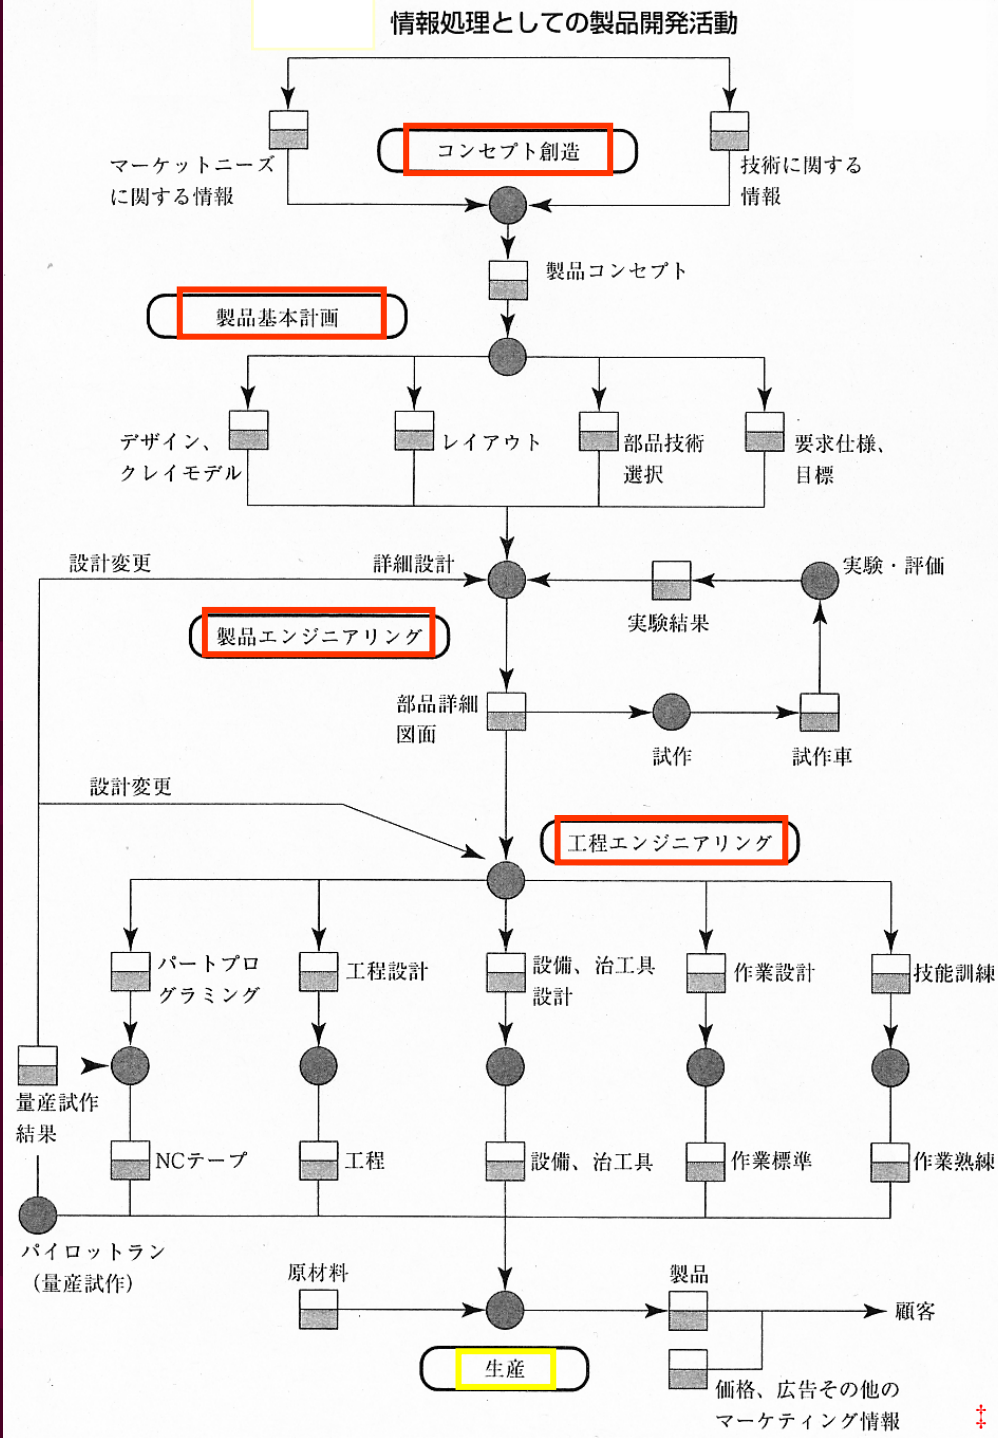 情報処理としての製品開発活動
コンセプト創造
マーケットニーズ
に関する情報
技術に関する
情報
製品コンセプト
製品基本計画
デザイン、
クレイモデル
レイアウト
部品技術
選択
要求仕様、
目標
設計変更
詳細設計
実験・評価
実験結果
製品エンジニアリング
部品詳細
図面
試作
試作車
設計変更
工程エンジニアリング
パートプロ
グラミング
工程設計
設備、治工具
設計
作業設計
技能訓練
量産試作
結果
NCテープ
工程
設備、治工具
作業標準
作業熟練
パイロットラン
（量産試作）
原材料
製品
顧客
生産
価格、広告その他の
マーケティング情報
‡